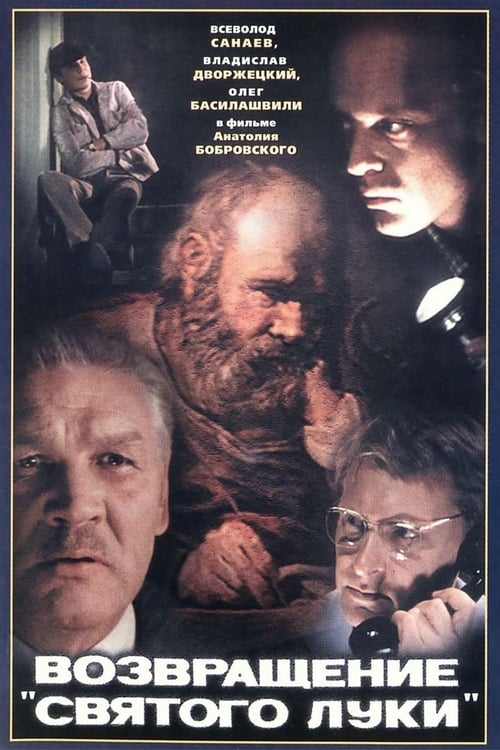 ВСЕВОЛОД
САНАЕВ,
ВЛАДИСЛАВ
ДВОРЖЕЦКИЙ,
ОЛЕГ
БАСИЛАШВИЛИ
В ФИЛЬМЕ
АНАТОЛИЯ
БОБРОВСКОГО
ВОЗВРАЩЕНИЕ
"СВЯТОГО ЛУКИ"